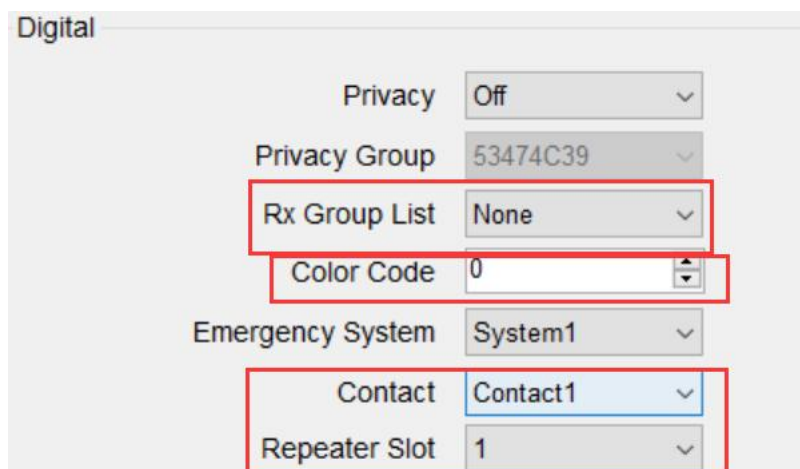 Digital
Privacy Off
Privacy Group 53474C39
Rx Group List None
Color Code 0
Emergency System System1
Contact Contact1
Repeater Slot 1